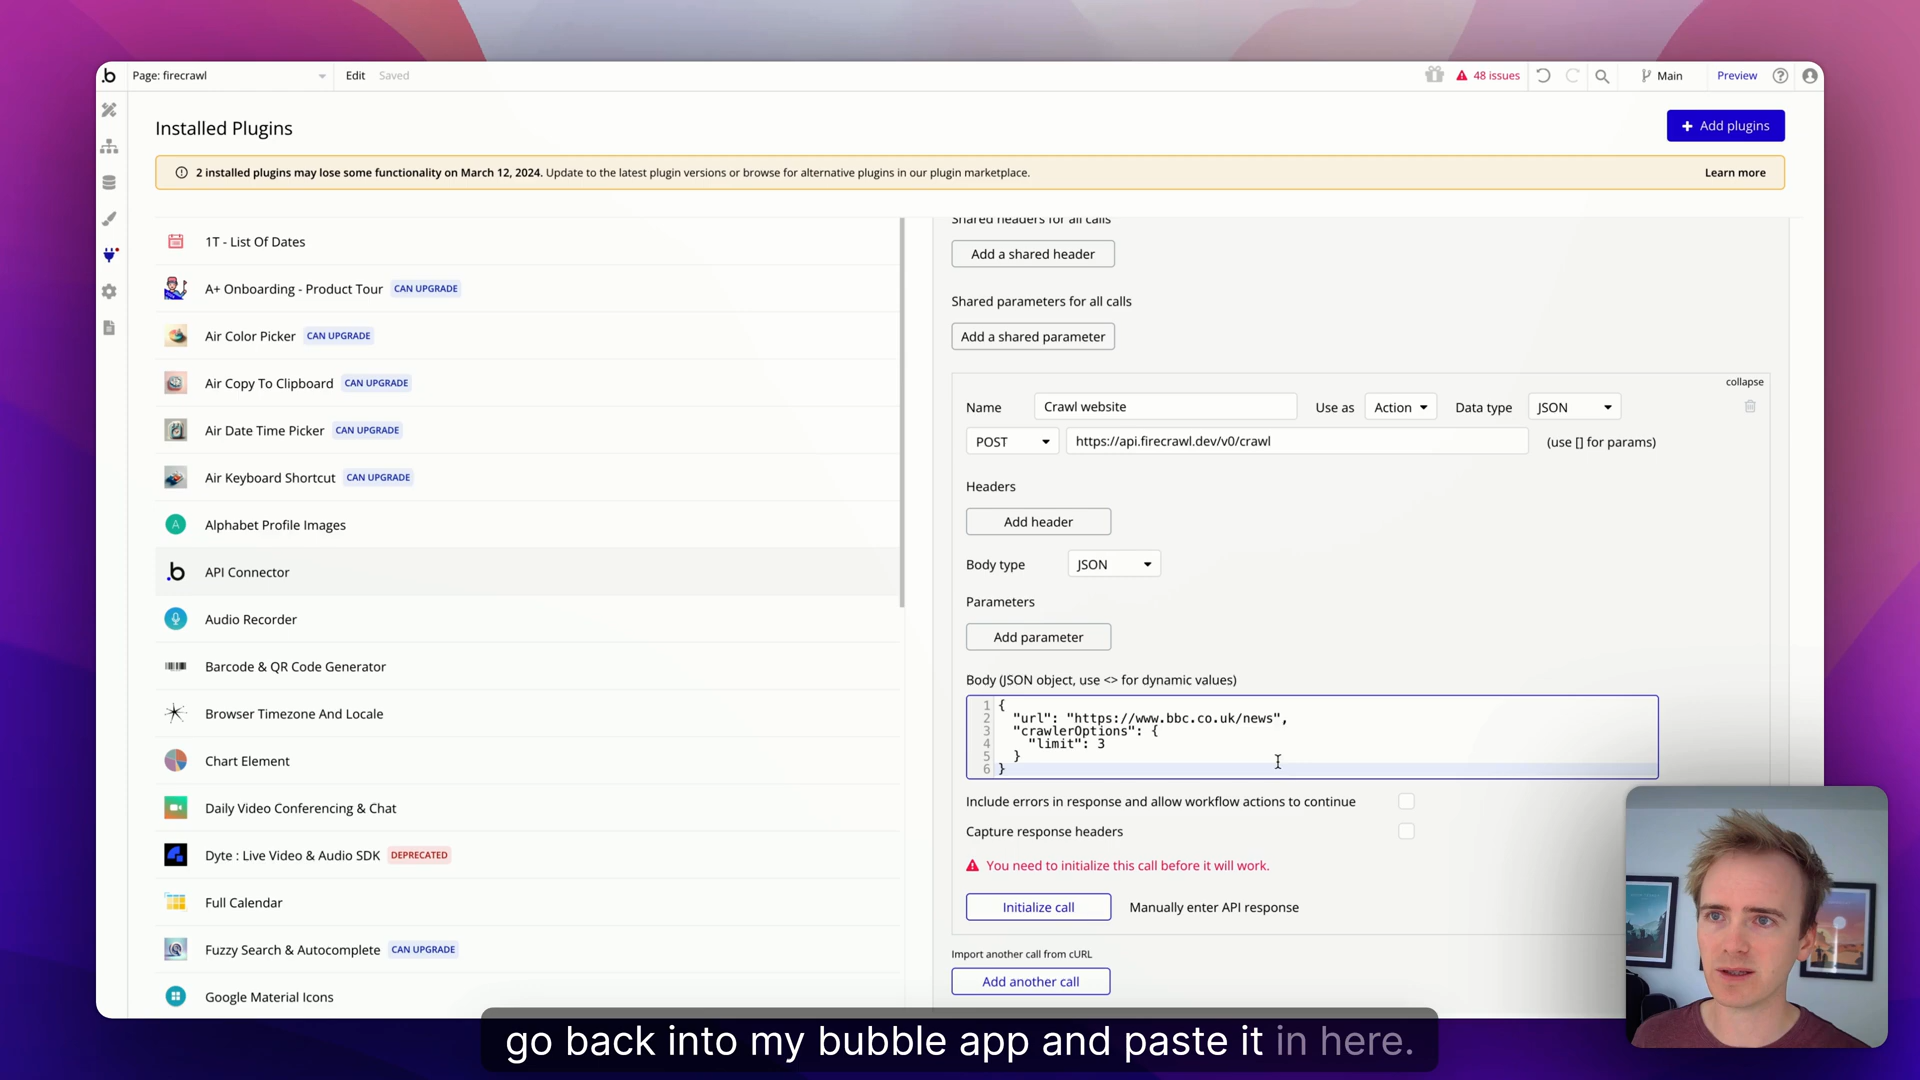 .b Page: firecrawl Edit Saved 48 issues Main Preview
Installed Plugins
+ Add plugins
2 installed plugins may lose some functionality on March 12, 2024. Update to the latest plugin versions or browse for alternative plugins in our plugin marketplace. Learn more
1T - List Of Dates
A+ Onboarding - Product Tour CAN UPGRADE
Air Color Picker CAN UPGRADE
Air Copy To Clipboard CAN UPGRADE
Air Date Time Picker CAN UPGRADE
Air Keyboard Shortcut CAN UPGRADE
A Alphabet Profile Images
.b API Connector
Audio Recorder
Barcode & QR Code Generator
Browser Timezone And Locale
Chart Element
Daily Video Conferencing & Chat
Dyte : Live Video & Audio SDK DEPRECATED
Full Calendar
Fuzzy Search & Autocomplete CAN UPGRADE
Google Material Icons
Shared headers for all calls
Add a shared header
Shared parameters for all calls
Add a shared parameter
collapse
Name Crawl website Use as Action Data type JSON
POST https://api.firecrawl.dev/v0/crawl (use [] for params)
Headers
Add header
Body type JSON
Parameters
Add parameter
Body (JSON object, use <> for dynamic values)
1 {
2 "url": "https://www.bbc.co.uk/news",
3 "crawlerOptions": {
4 "limit": 3
5 }
6 }
Include errors in response and allow workflow actions to continue
Capture response headers
You need to initialize this call before it will work.
Initialize call Manually enter API response
Import another call from cURL
Add another call
go back into my bubble app and paste it in here.